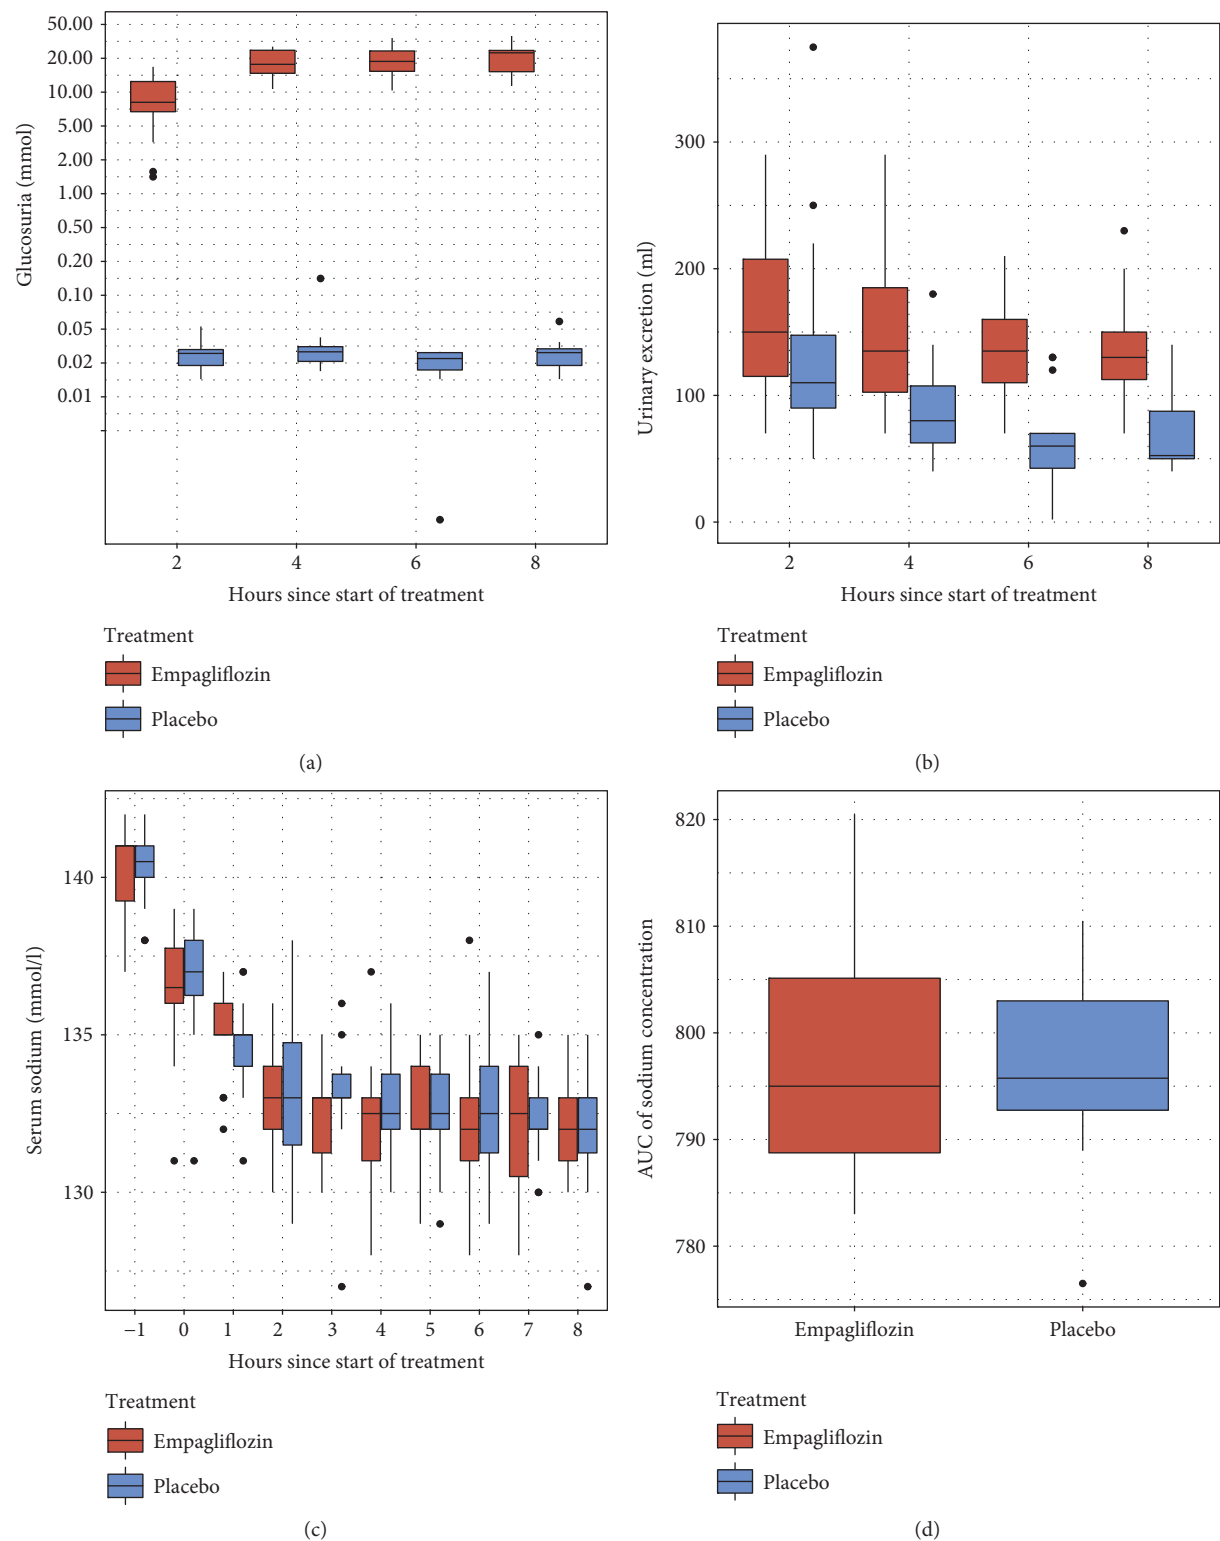 50.00
20.00
10.00
5.00
2.00
1.00
0.50
0.20
0.10
0.05
0.02
0.01
Glucosuria (mmol)
2 4 6 8
Hours since start of treatment
Treatment
Empagliflozin
Placebo
(a)
300
200
100
0
Urinary excretion (ml)
2 4 6 8
Hours since start of treatment
Treatment
Empagliflozin
Placebo
(b)
140
135
130
Serum sodium (mmol/l)
−1 0 1 2 3 4 5 6 7 8
Hours since start of treatment
Treatment
Empagliflozin
Placebo
(c)
820
810
800
790
780
AUC of sodium concentration
Empagliflozin Placebo
Treatment
Empagliflozin
Placebo
(d)